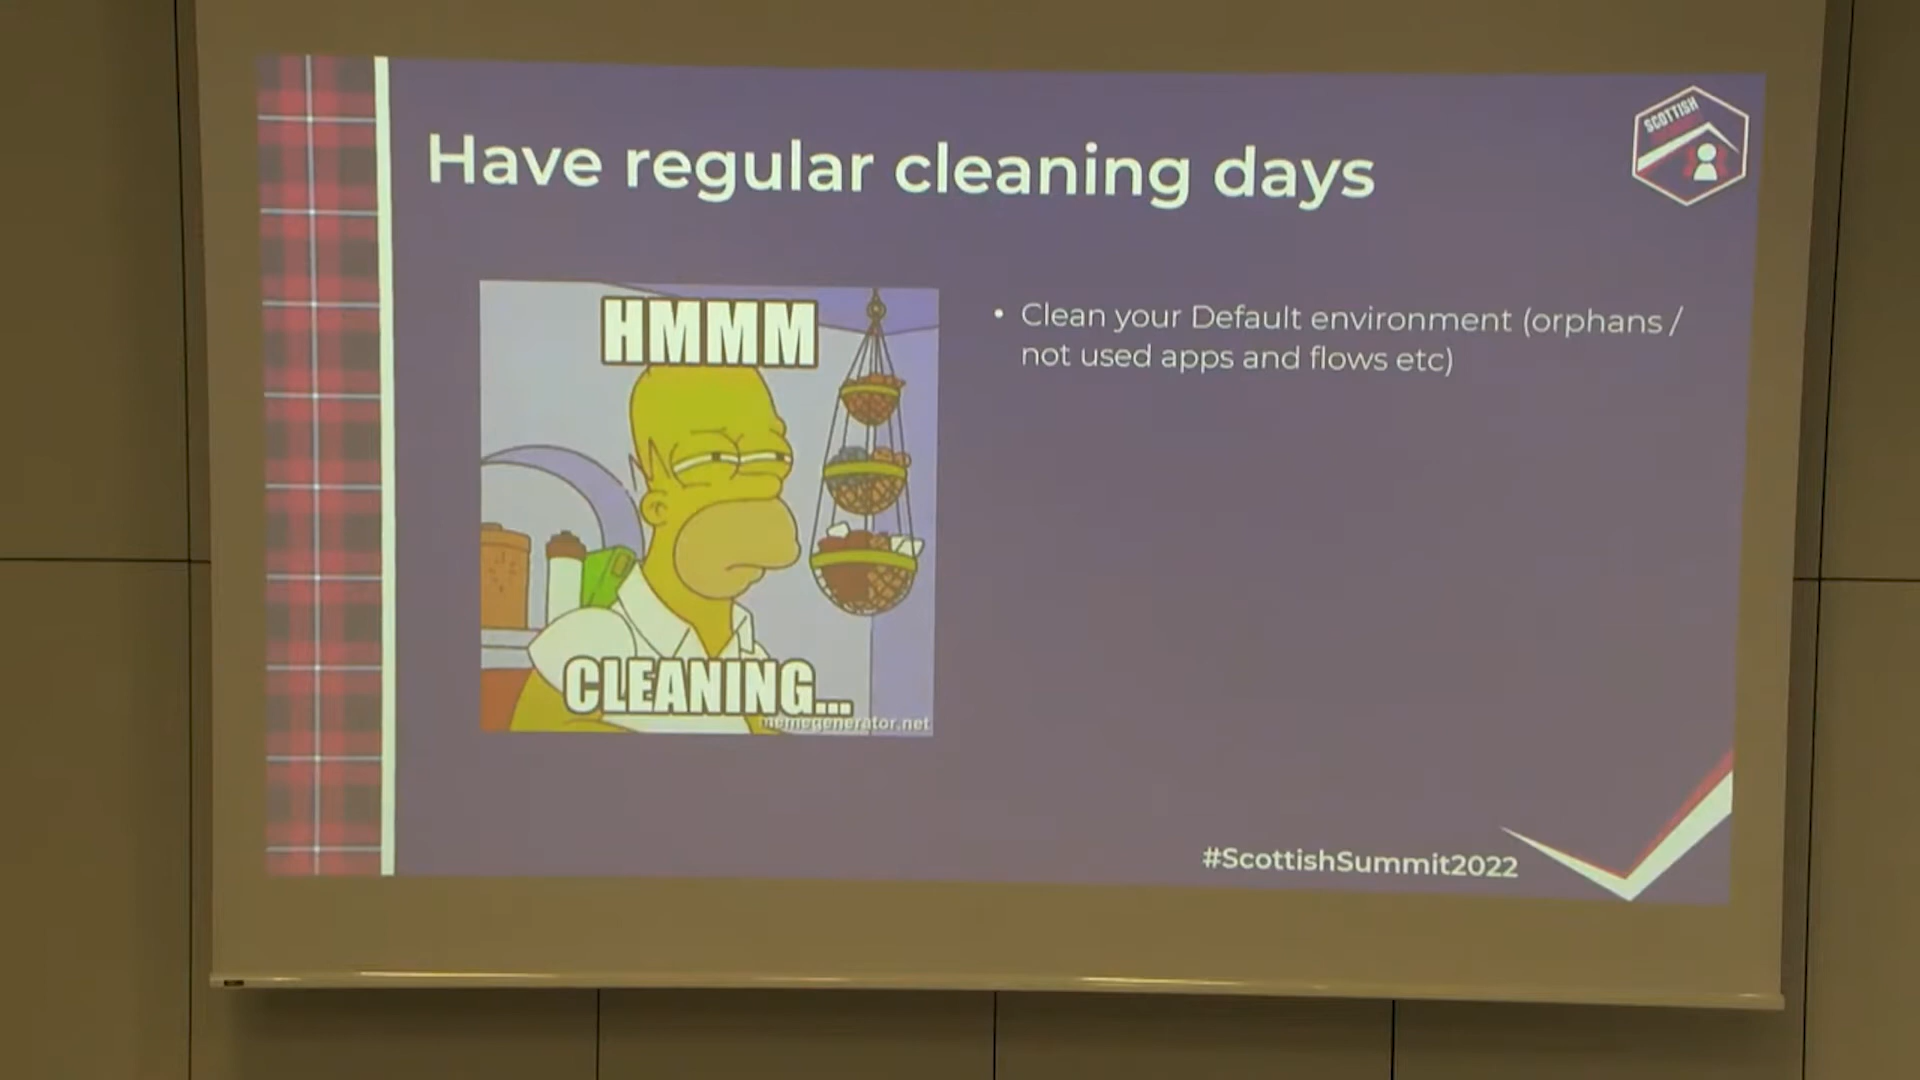 Have regular cleaning days
SCOTTISH
HMMM
CLEANING...
memegenerator.net
• Clean your Default environment (orphans /
not used apps and flows etc)
#ScottishSummit2022